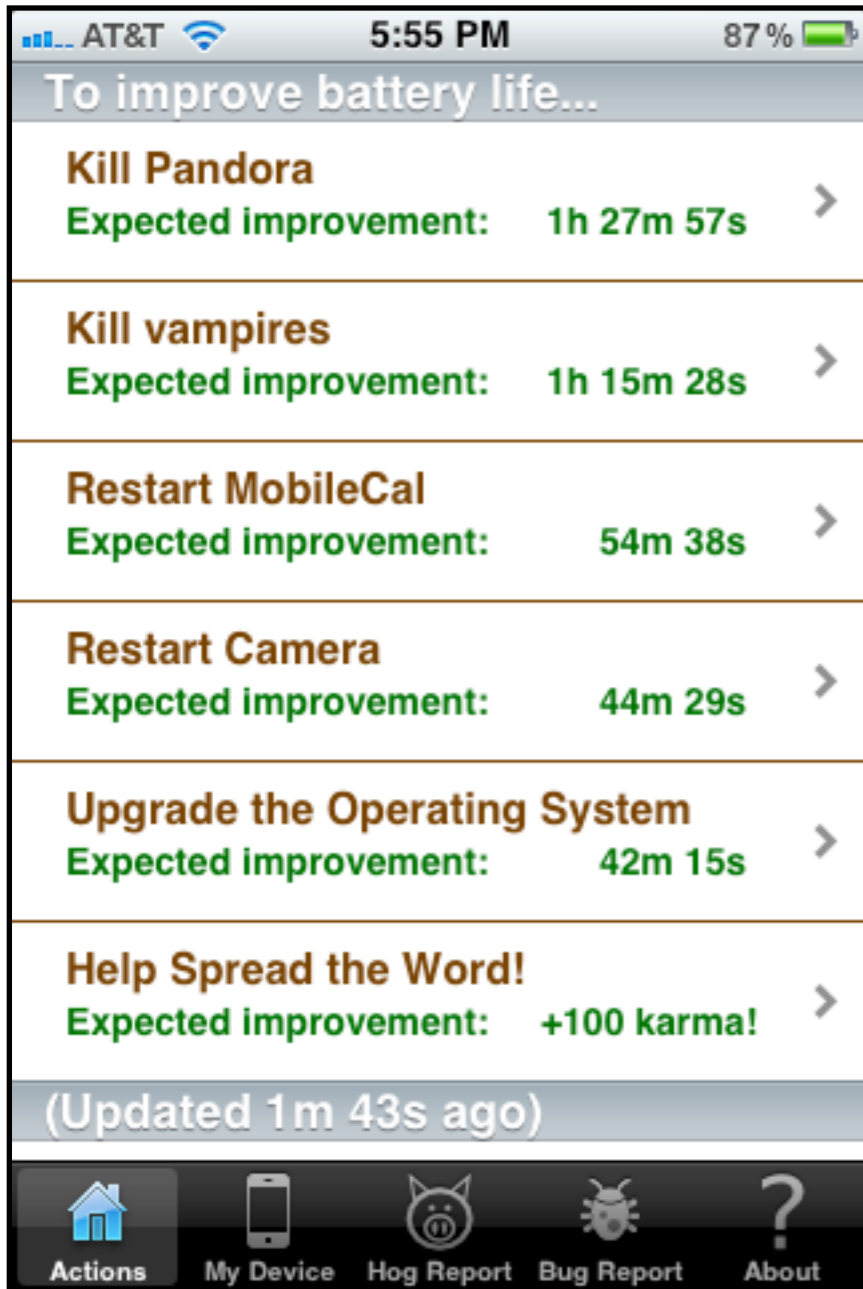 AT&T 5:55 PM 87%
To improve battery life...
Kill Pandora
Expected improvement: 1h 27m 57s
Kill vampires
Expected improvement: 1h 15m 28s
Restart MobileCal
Expected improvement: 54m 38s
Restart Camera
Expected improvement: 44m 29s
Upgrade the Operating System
Expected improvement: 42m 15s
Help Spread the Word!
Expected improvement: +100 karma!
(Updated 1m 43s ago)
Actions My Device Hog Report Bug Report About